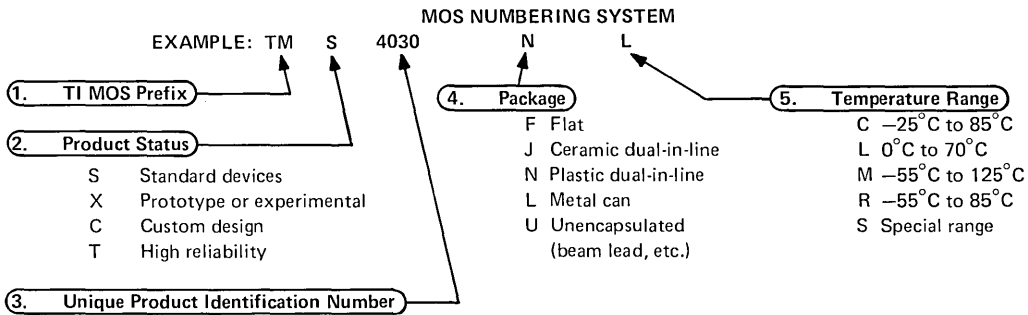 MOS NUMBERING SYSTEM
EXAMPLE: TM S 4030 N L
1. TI MOS Prefix
2. Product Status
S Standard devices
X Prototype or experimental
C Custom design
T High reliability
3. Unique Product Identification Number
4. Package
F Flat
J Ceramic dual-in-line
N Plastic dual-in-line
L Metal can
U Unencapsulated
(beam lead, etc.)
5. Temperature Range
C −25°C to 85°C
L 0°C to 70°C
M −55°C to 125°C
R −55°C to 85°C
S Special range